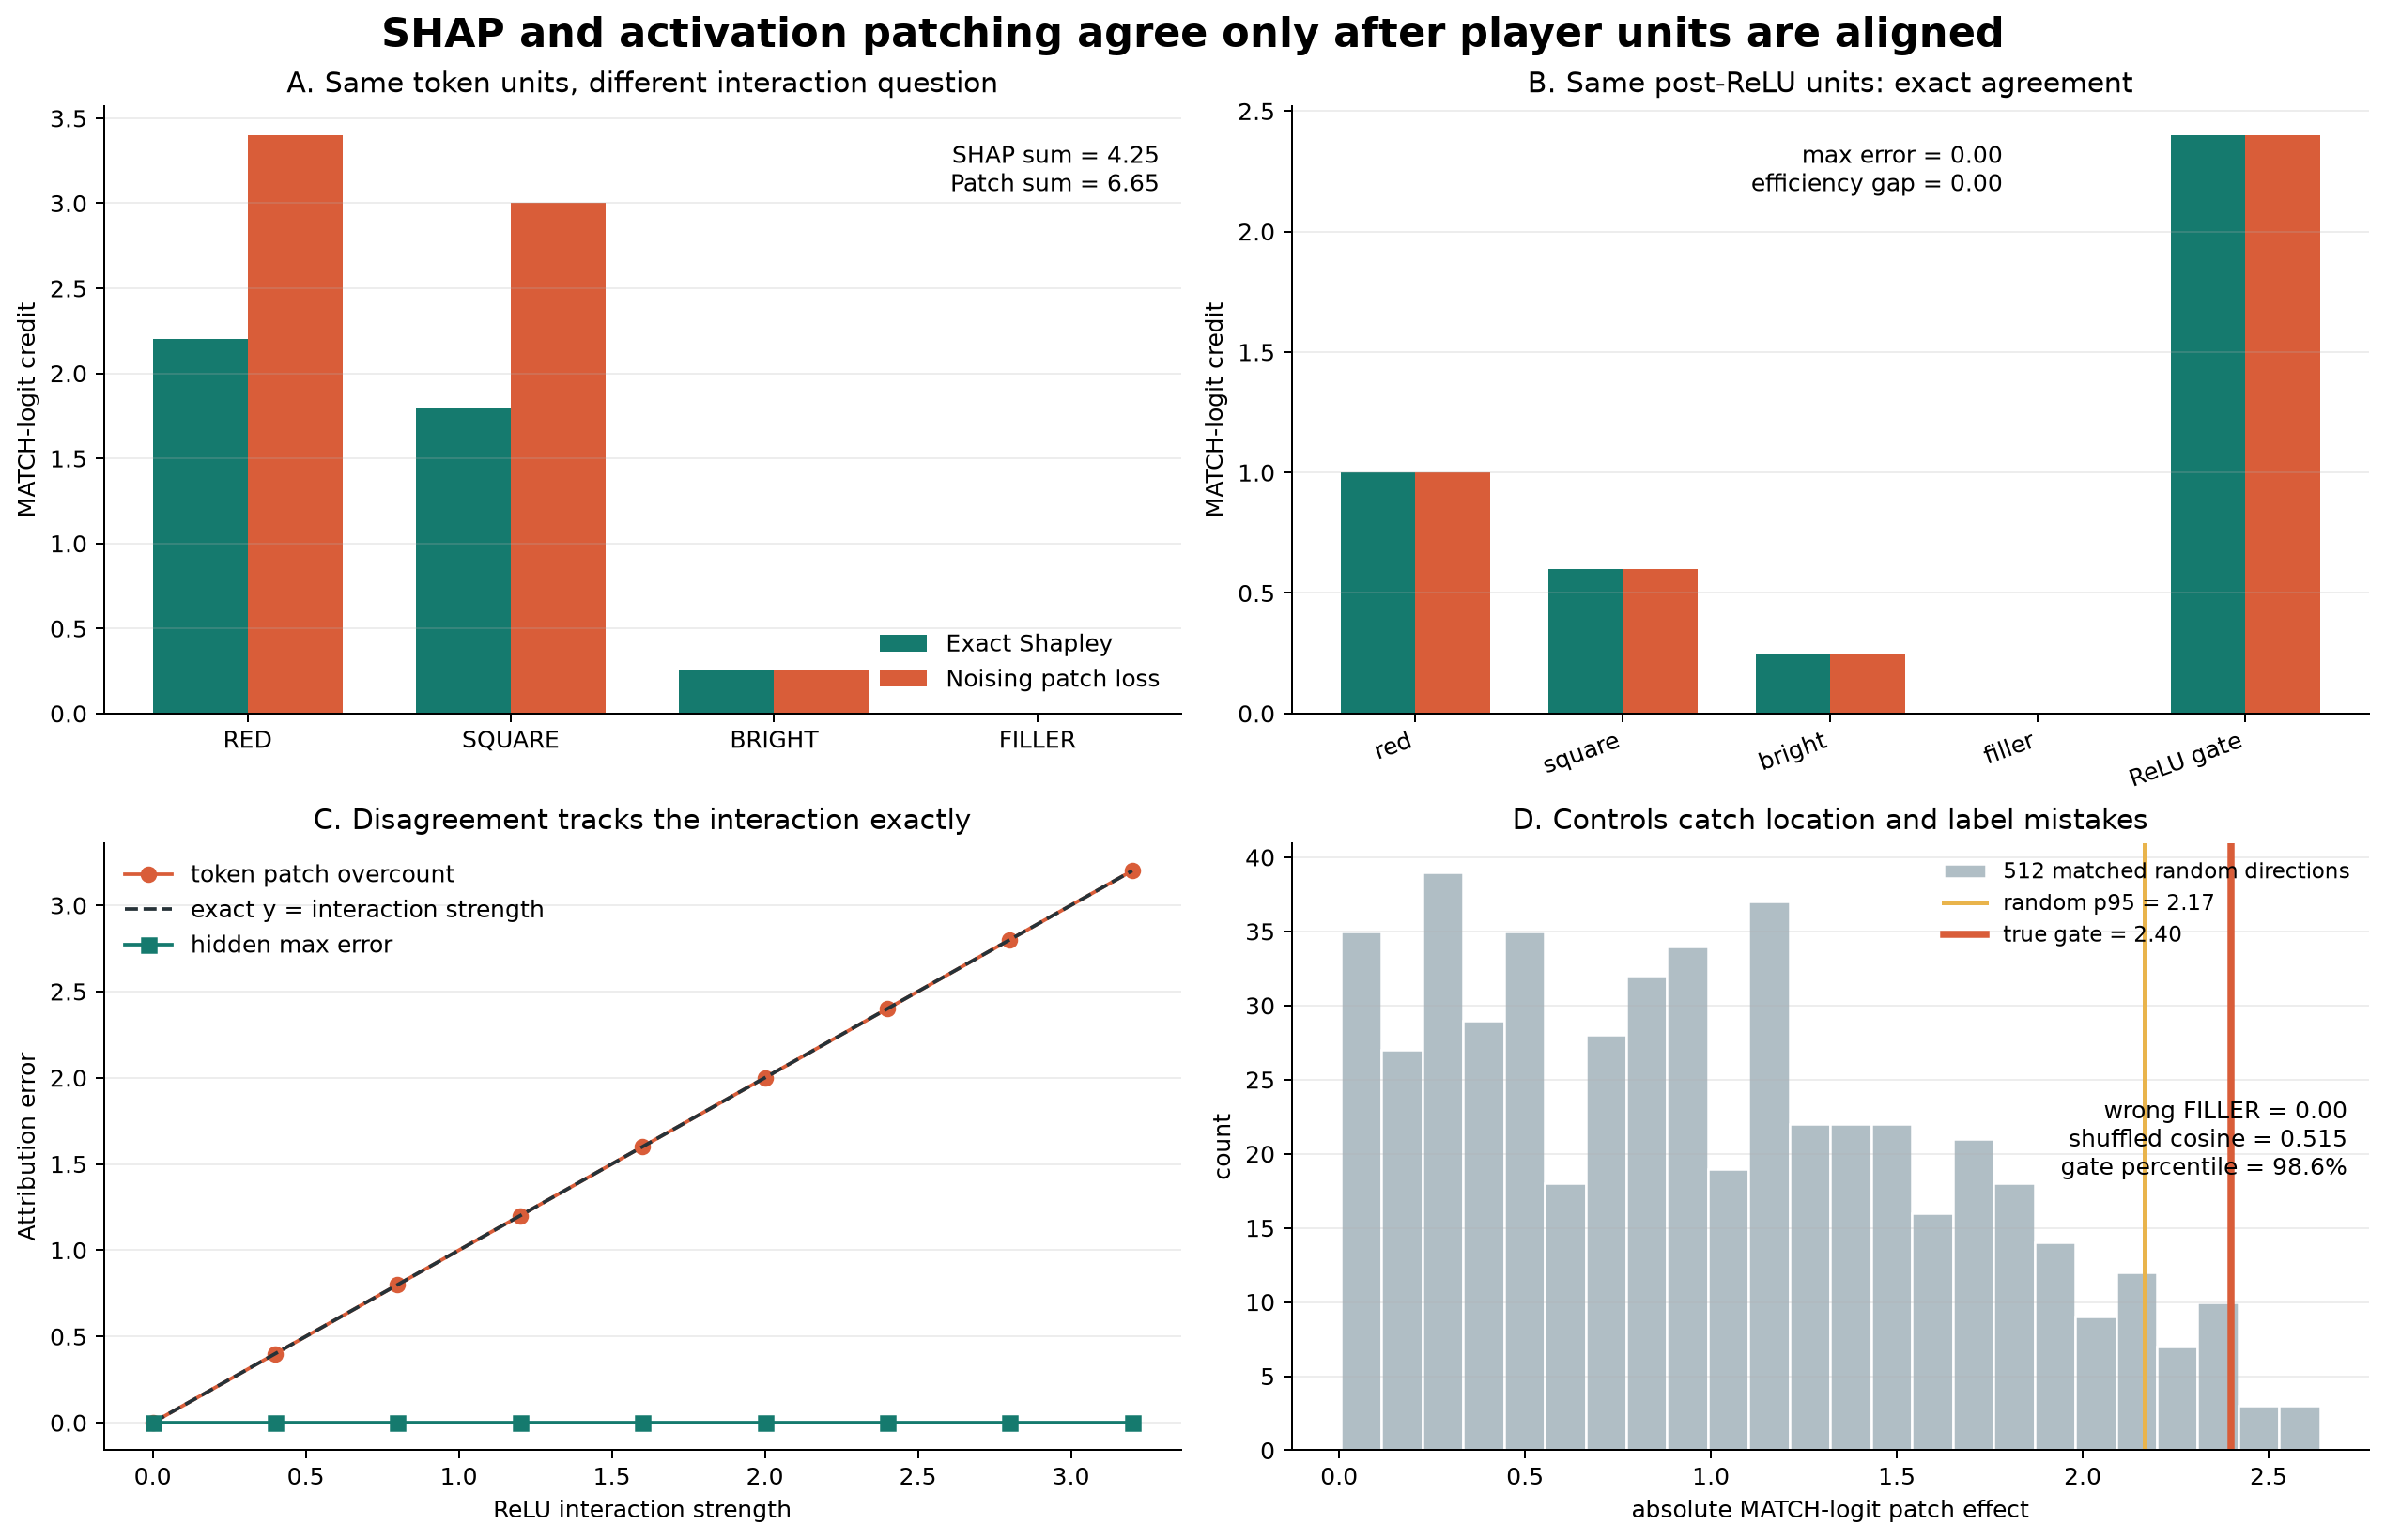 SHAP and activation patching agree only after player units are aligned
A. Same token units, different interaction question
MATCH-logit credit
3.5
3.0
2.5
2.0
1.5
1.0
0.5
0.0
SHAP sum = 4.25
Patch sum = 6.65
Exact Shapley
Noising patch loss
RED
SQUARE
BRIGHT
FILLER
B. Same post-ReLU units: exact agreement
MATCH-logit credit
2.5
2.0
1.5
1.0
0.5
0.0
max error = 0.00
efficiency gap = 0.00
red
square
bright
filler
ReLU gate
C. Disagreement tracks the interaction exactly
Attribution error
3.0
2.5
2.0
1.5
1.0
0.5
0.0
token patch overcount
exact y = interaction strength
hidden max error
0.0
0.5
1.0
1.5
2.0
2.5
3.0
ReLU interaction strength
D. Controls catch location and label mistakes
count
40
35
30
25
20
15
10
5
0
512 matched random directions
random p95 = 2.17
true gate = 2.40
wrong FILLER = 0.00
shuffled cosine = 0.515
gate percentile = 98.6%
0.0
0.5
1.0
1.5
2.0
2.5
absolute MATCH-logit patch effect